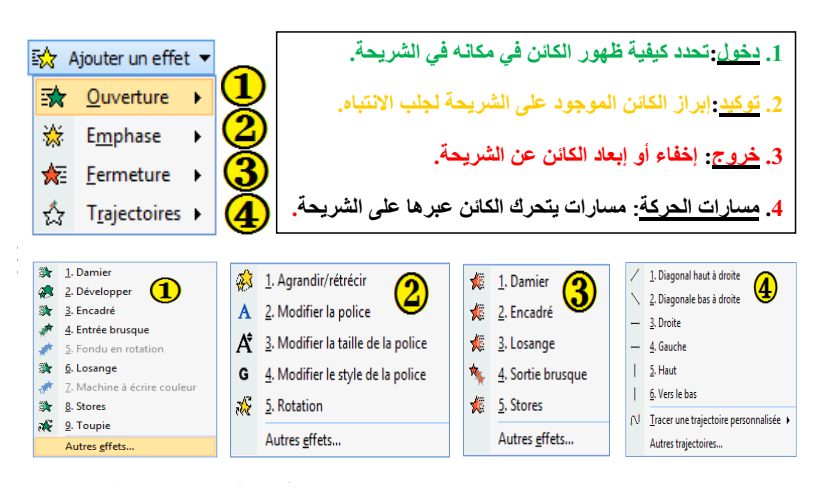 Ajouter un effet
Ouverture
Emphase
Fermeture
Trajectoires
1
2
3
4
1. دخول:تحدد كيفية ظهور الكائن في مكانه في الشريحة.
2. توكيد:إبراز الكائن الموجود على الشريحة لجلب الانتباه.
3. خروج: إخفاء أو إبعاد الكائن عن الشريحة.
4. مسارات الحركة: مسارات يتحرك الكائن عبرها على الشريحة.
1
1. Damier
2. Développer
3. Encadré
4. Entrée brusque
5. Fondu en rotation
6. Losange
7. Machine à écrire couleur
8. Stores
9. Toupie
Autres effets...
2
1. Agrandir/rétrécir
2. Modifier la police
3. Modifier la taille de la police
4. Modifier le style de la police
5. Rotation
Autres effets...
3
1. Damier
2. Encadré
3. Losange
4. Sortie brusque
5. Stores
Autres effets...
4
1. Diagonal haut à droite
2. Diagonale bas à droite
3. Droite
4. Gauche
5. Haut
6. Vers le bas
Tracer une trajectoire personnalisée
Autres trajectoires...